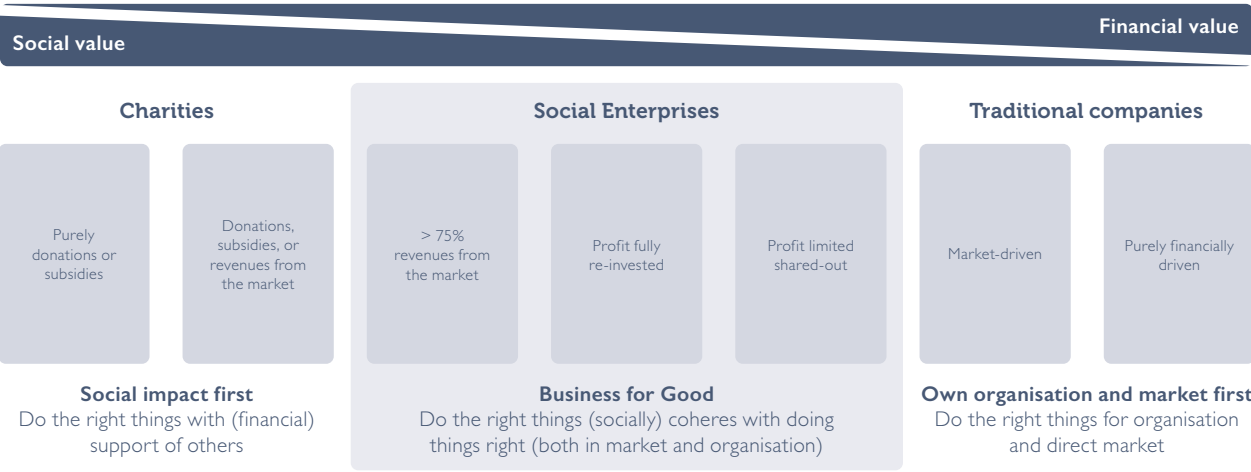 Social value
Financial value
Charities
Social Enterprises
Traditional companies
Purely
donations or
subsidies
Donations,
subsidies, or
revenues from
the market
> 75%
revenues from
the market
Profit fully
re-invested
Profit limited
shared-out
Market-driven
Purely financially
driven
Social impact first
Do the right things with (financial)
support of others
Business for Good
Do the right things (socially) coheres with doing
things right (both in market and organisation)
Own organisation and market first
Do the right things for organisation
and direct market